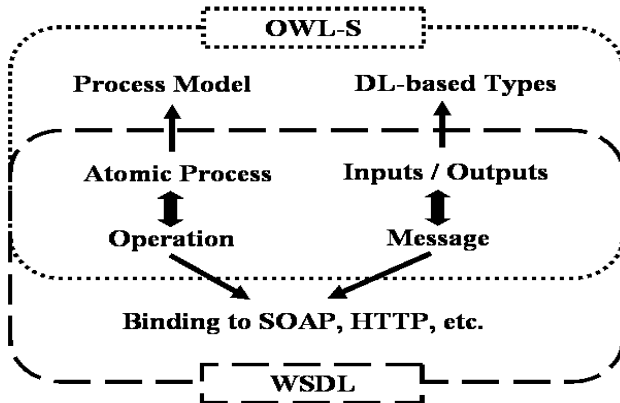 OWL-S
Process Model DL-based Types
Atomic Process Inputs / Outputs
Operation Message
Binding to SOAP, HTTP, etc.
WSDL